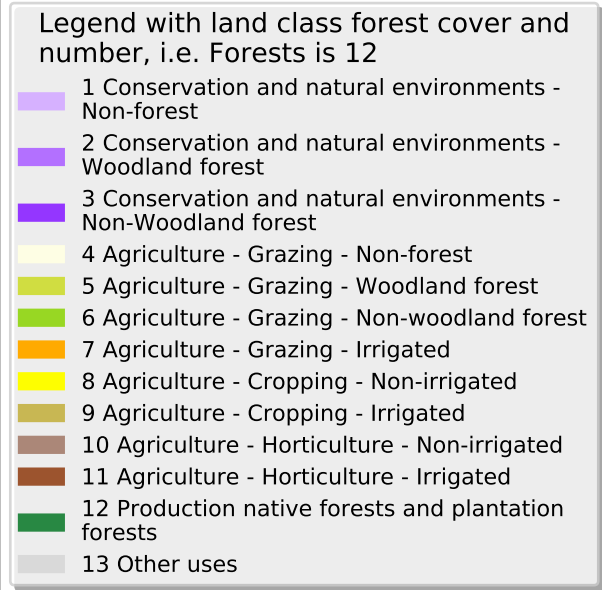 Legend with land class forest cover and
number, i.e. Forests is 12
1 Conservation and natural environments -
Non-forest
2 Conservation and natural environments -
Woodland forest
3 Conservation and natural environments -
Non-Woodland forest
4 Agriculture - Grazing - Non-forest
5 Agriculture - Grazing - Woodland forest
6 Agriculture - Grazing - Non-woodland forest
7 Agriculture - Grazing - Irrigated
8 Agriculture - Cropping - Non-irrigated
9 Agriculture - Cropping - Irrigated
10 Agriculture - Horticulture - Non-irrigated
11 Agriculture - Horticulture - Irrigated
12 Production native forests and plantation
forests
13 Other uses